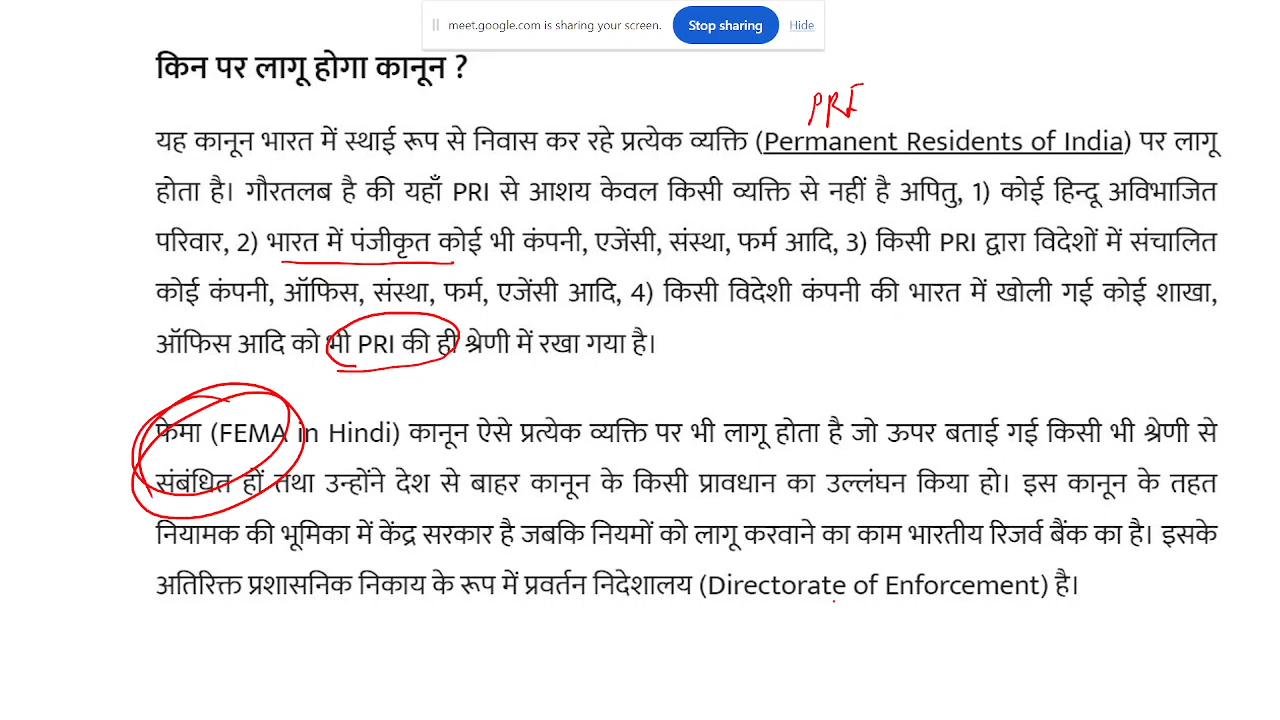 meet.google.com is sharing your screen. Stop sharing Hide
किन पर लागू होगा कानून ?
PRI
यह कानून भारत में स्थाई रूप से निवास कर रहे प्रत्येक व्यक्ति (Permanent Residents of India) पर लागू
होता है। गौरतलब है की यहाँ PRI से आशय केवल किसी व्यक्ति से नहीं है अपितु, 1) कोई हिन्दू अविभाजित
परिवार, 2) भारत में पंजीकृत कोई भी कंपनी, एजेंसी, संस्था, फर्म आदि, 3) किसी PRI द्वारा विदेशों में संचालित
कोई कंपनी, ऑफिस, संस्था, फर्म, एजेंसी आदि, 4) किसी विदेशी कंपनी की भारत में खोली गई कोई शाखा,
ऑफिस आदि को भी PRI की ही श्रेणी में रखा गया है।
फेमा (FEMA in Hindi) कानून ऐसे प्रत्येक व्यक्ति पर भी लागू होता है जो ऊपर बताई गई किसी भी श्रेणी से
संबंधित हों तथा उन्होंने देश से बाहर कानून के किसी प्रावधान का उल्लंघन किया हो। इस कानून के तहत
नियामक की भूमिका में केंद्र सरकार है जबकि नियमों को लागू करवाने का काम भारतीय रिजर्व बैंक का है। इसके
अतिरिक्त प्रशासनिक निकाय के रूप में प्रवर्तन निदेशालय (Directorate of Enforcement) है।